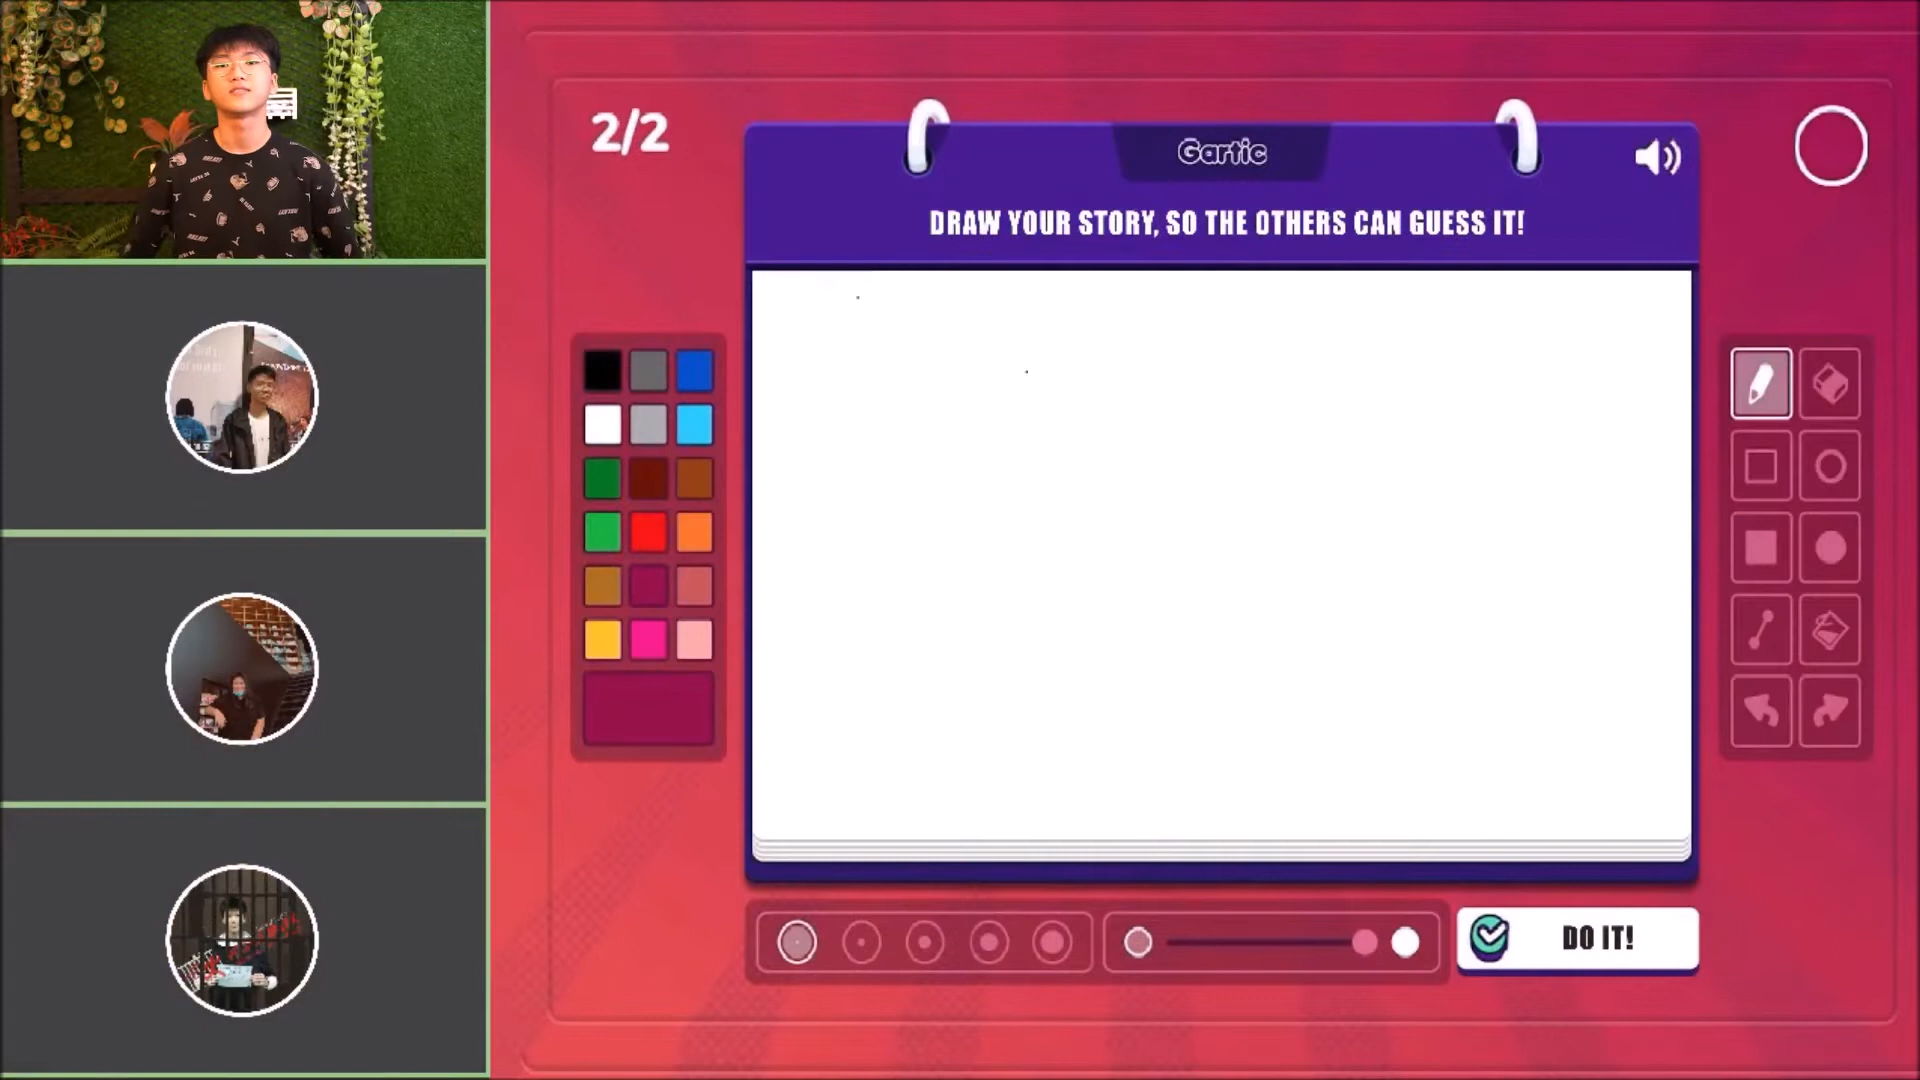 2/2
Gartic
DRAW YOUR STORY, SO THE OTHERS CAN GUESS IT!
DO IT!